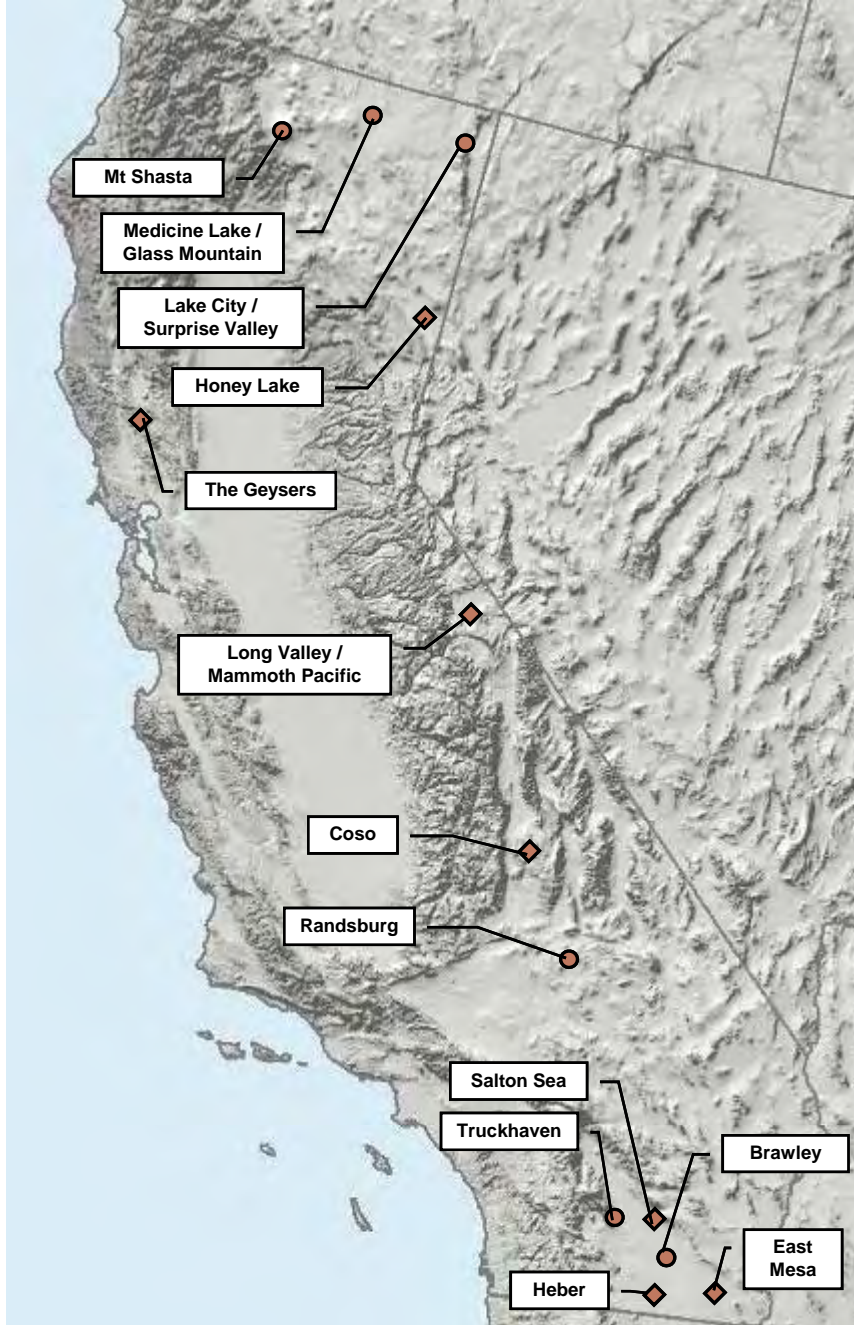 Mt Shasta
Medicine Lake /
Glass Mountain
Lake City /
Surprise Valley
Honey Lake
The Geysers
Long Valley /
Mammoth Pacific
Coso
Randsburg
Salton Sea
Truckhaven
Brawley
East
Mesa
Heber